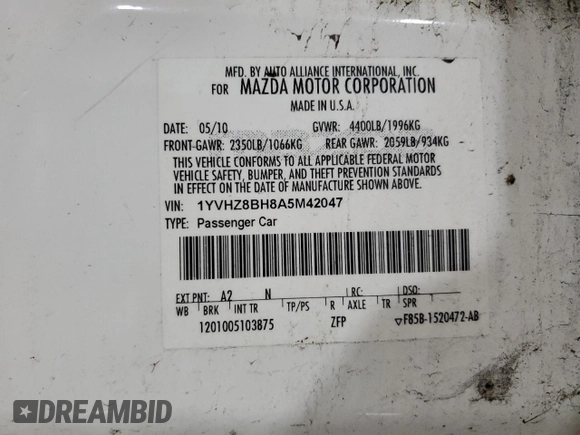 MFD. BY AUTO ALLIANCE INTERNATIONAL, INC.
FOR MAZDA MOTOR CORPORATION
MADE IN U.S.A.
DATE: 05/10 GVWR: 4400LB/1996KG
FRONT-GAWR: 2350LB/1066KG REAR GAWR: 2059LB/934KG
THIS VEHICLE CONFORMS TO ALL APPLICABLE FEDERAL MOTOR
VEHICLE SAFETY, BUMPER, AND THEFT PREVENTION STANDARDS
IN EFFECT ON THE DATE OF MANUFACTURE SHOWN ABOVE.
VIN: 1YVHZ8BH8A5M42047
TYPE: Passenger Car
EXT PNT: A2 N RC: DSO:
WB BRK INT TR TP/PS R AXLE TR SPR
1201005103875 ZFP ▽F85B-1520472-AB
DREAMBID